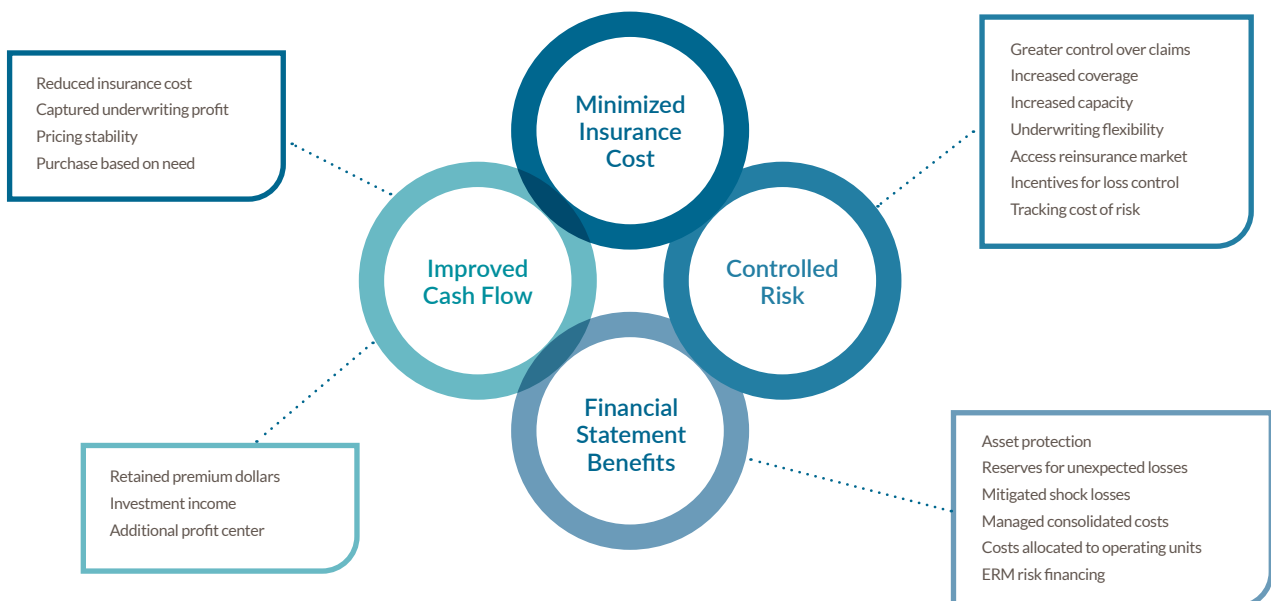 Reduced insurance cost
Captured underwriting profit
Pricing stability
Purchase based on need
Minimized
Insurance
Cost
Greater control over claims
Increased coverage
Increased capacity
Underwriting flexibility
Access reinsurance market
Incentives for loss control
Tracking cost of risk
Improved
Cash Flow
Controlled
Risk
Financial
Statement
Benefits
Retained premium dollars
Investment income
Additional profit center
Asset protection
Reserves for unexpected losses
Mitigated shock losses
Managed consolidated costs
Costs allocated to operating units
ERM risk financing